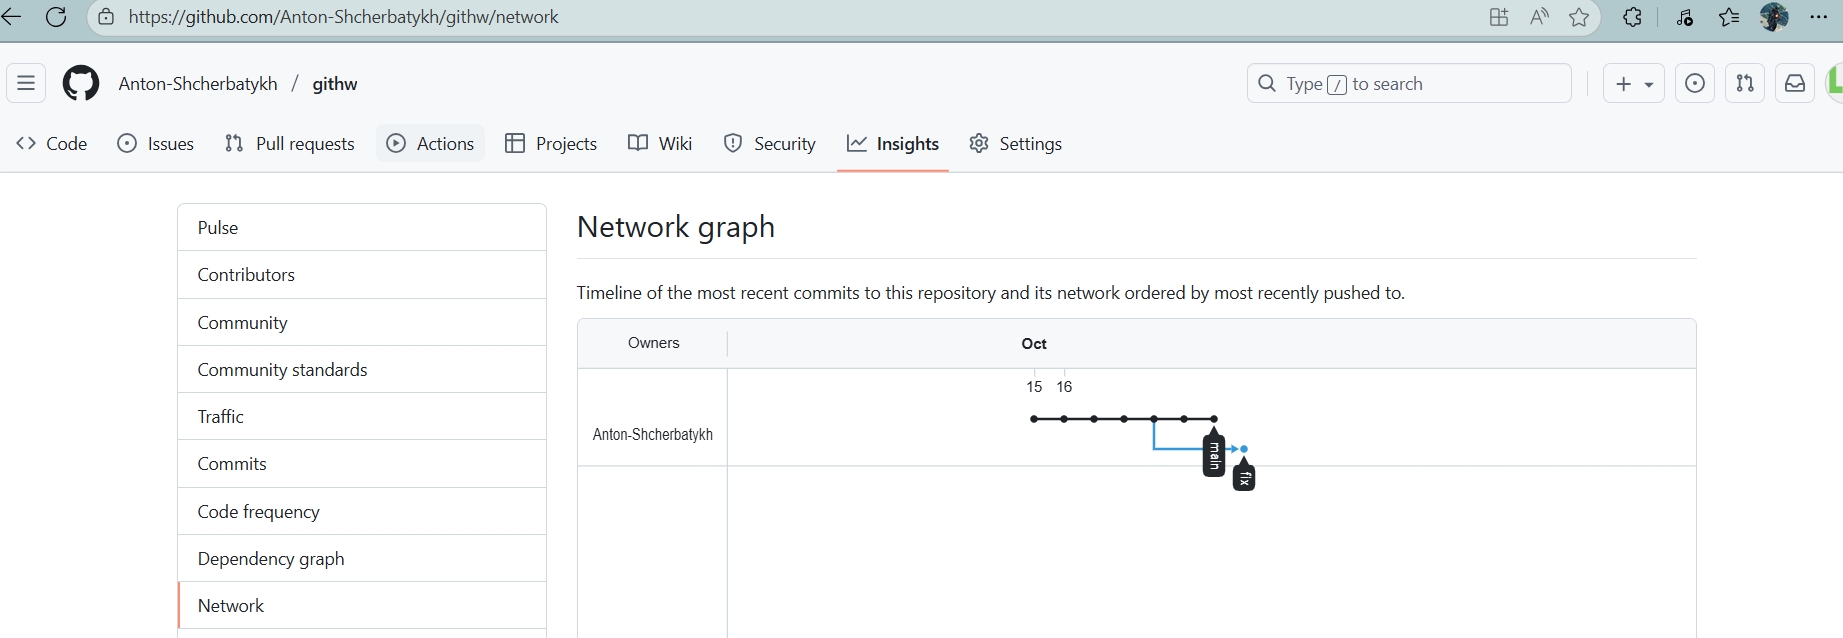 https://github.com/Anton-Shcherbatykh/githw/network
Anton-Shcherbatykh / githw
Type / to search
Code Issues Pull requests Actions Projects Wiki Security Insights Settings
Pulse
Contributors
Community
Community standards
Traffic
Commits
Code frequency
Dependency graph
Network
Network graph
Timeline of the most recent commits to this repository and its network ordered by most recently pushed to.
Owners Oct
15 16
Anton-Shcherbatykh
main
fix